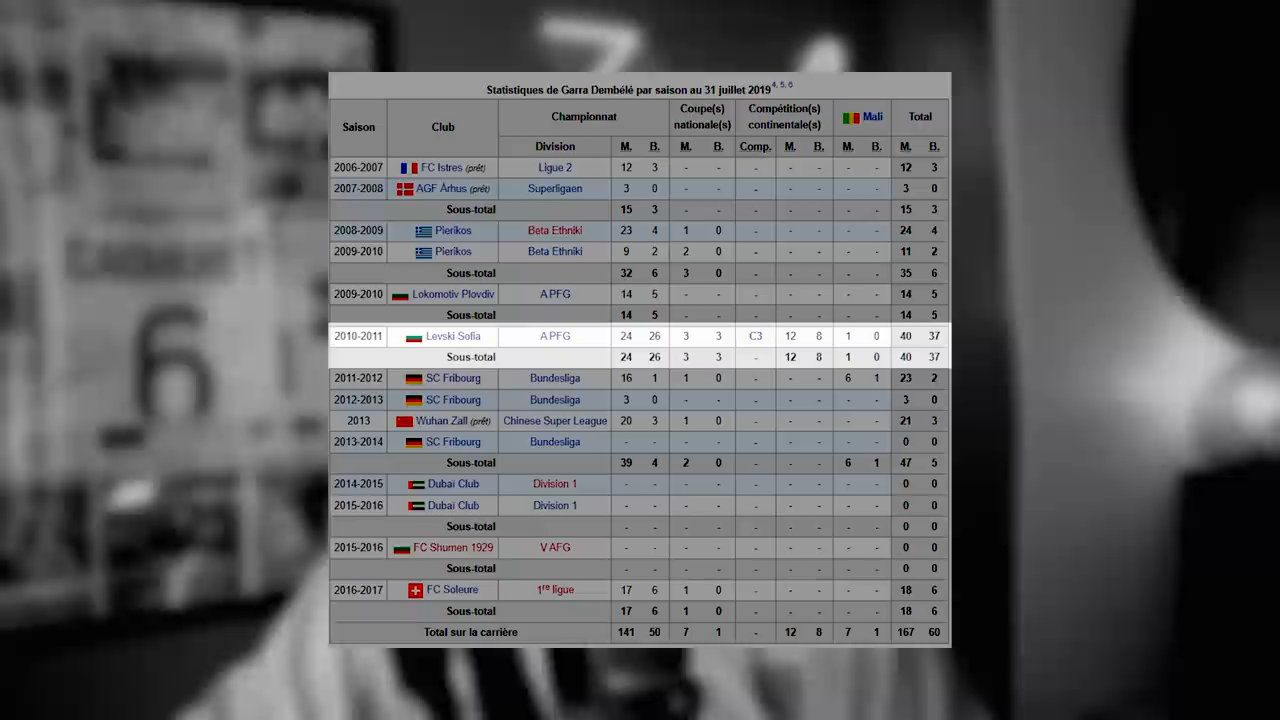 Statistiques de Garra Dembélé par saison au 31 juillet 2019 4, 5, 6
Saison Club Championnat Coupe(s) nationale(s) Compétition(s) continentale(s) Mali Total
Division M. B. M. B. Comp. M. B. M. B. M. B.
2006-2007 FC Istres (prêt) Ligue 2 12 3 - - - - - - - 12 3
2007-2008 AGF Århus (prêt) Superligaen 3 0 - - - - - - - 3 0
Sous-total 15 3 - - - - - - - 15 3
2008-2009 Pierikos Beta Ethniki 23 4 1 0 - - - - - 24 4
2009-2010 Pierikos Beta Ethniki 9 2 2 0 - - - - - 11 2
Sous-total 32 6 3 0 - - - - - 35 6
2009-2010 Lokomotiv Plovdiv A PFG 14 5 - - - - - - - 14 5
Sous-total 14 5 - - - - - - - 14 5
2010-2011 Levski Sofia A PFG 24 26 3 3 C3 12 8 1 0 40 37
Sous-total 24 26 3 3 - 12 8 1 0 40 37
2011-2012 SC Fribourg Bundesliga 16 1 1 0 - - - 6 1 23 2
2012-2013 SC Fribourg Bundesliga 3 0 - - - - - - - 3 0
2013 Wuhan Zall (prêt) Chinese Super League 20 3 1 0 - - - - - 21 3
2013-2014 SC Fribourg Bundesliga - - - - - - - - - 0 0
Sous-total 39 4 2 0 - - - 6 1 47 5
2014-2015 Dubaï Club Division 1 - - - - - - - - - 0 0
2015-2016 Dubaï Club Division 1 - - - - - - - - - 0 0
Sous-total - - - - - - - - - 0 0
2015-2016 FC Shumen 1929 V AFG - - - - - - - - - 0 0
Sous-total - - - - - - - - - 0 0
2016-2017 FC Soleure 1re ligue 17 6 1 0 - - - - - 18 6
Sous-total 17 6 1 0 - - - - - 18 6
Total sur la carrière 141 50 7 1 - 12 8 7 1 167 60